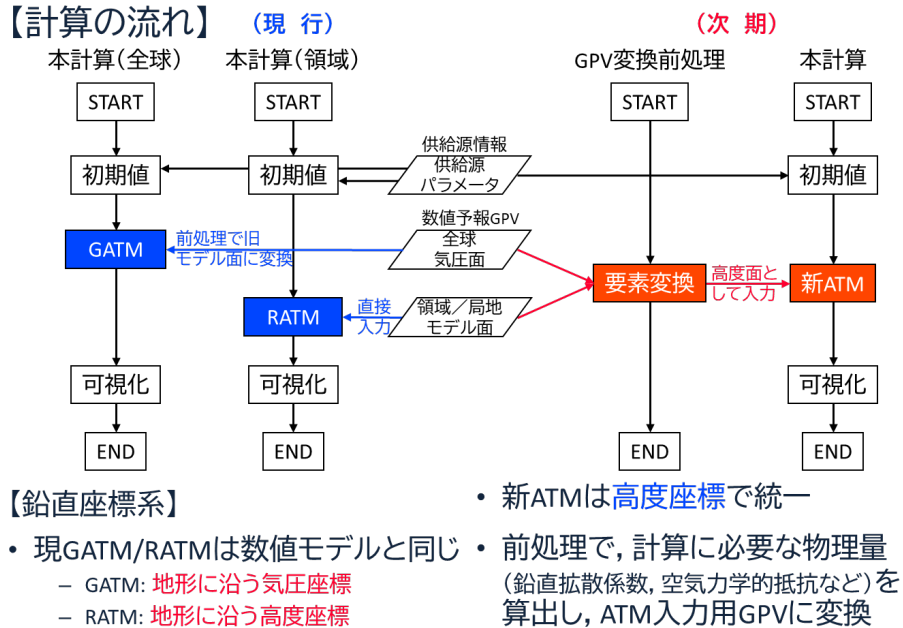 【計算の流れ】
(現 行)
(次 期)
本計算(全球)
本計算(領域)
GPV変換前処理
本計算
START
START
START
START
供給源情報
初期値
初期値
供給源
パラメータ
初期値
数値予報GPV
GATM
前処理で旧
モデル面に変換
全球
気圧面
要素変換
高度面と
して入力
新ATM
RATM
直接
入力
領域/局地
モデル面
可視化
可視化
可視化
END
END
END
END
【鉛直座標系】
• 現GATM/RATMは数値モデルと同じ
– GATM: 地形に沿う気圧座標
– RATM: 地形に沿う高度座標
• 新ATMは高度座標で統一
• 前処理で, 計算に必要な物理量
(鉛直拡散係数, 空気力学的抵抗など)を
算出し, ATM入力用GPVに変換